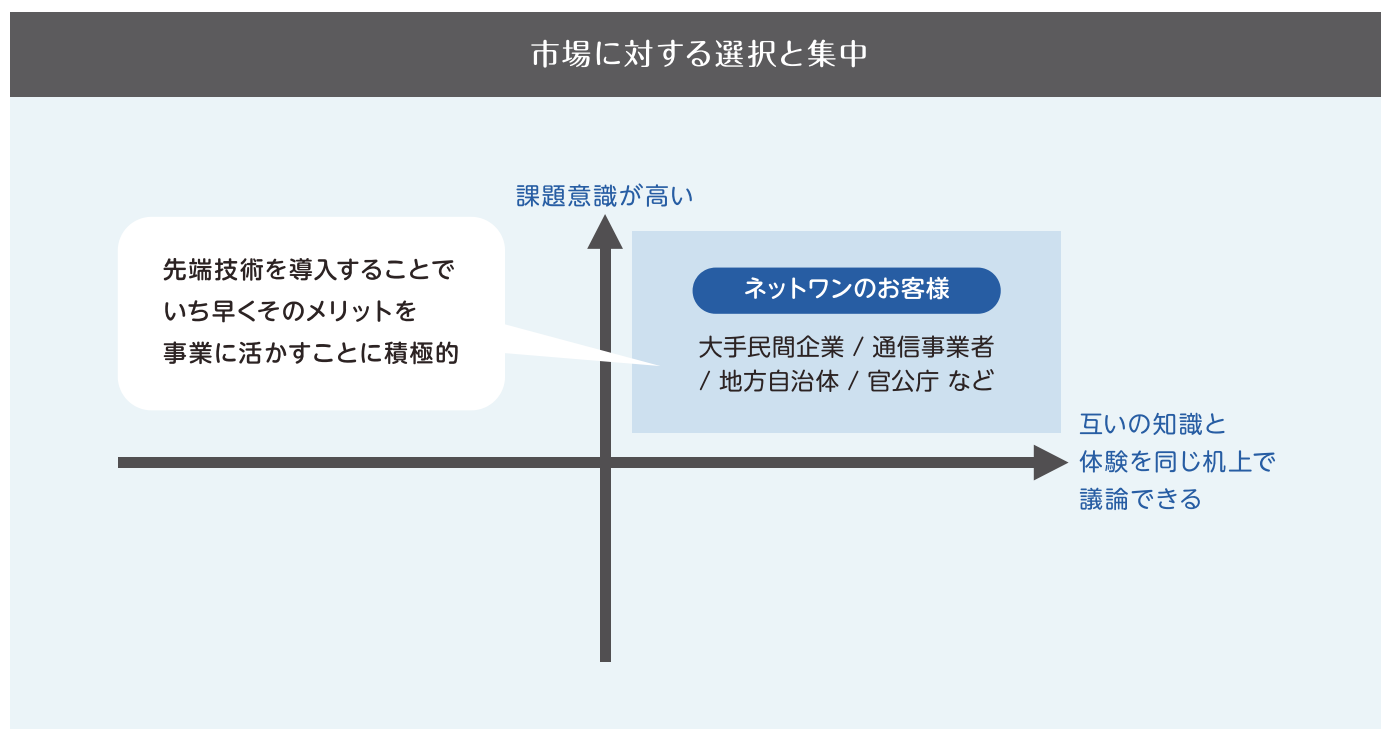 市場に対する選択と集中
課題意識が高い
先端技術を導入することで
いち早くそのメリットを
事業に活かすことに積極的
ネットワンのお客様
大手民間企業 / 通信事業者
/ 地方自治体 / 官公庁 など
互いの知識と
体験を同じ机上で
議論できる